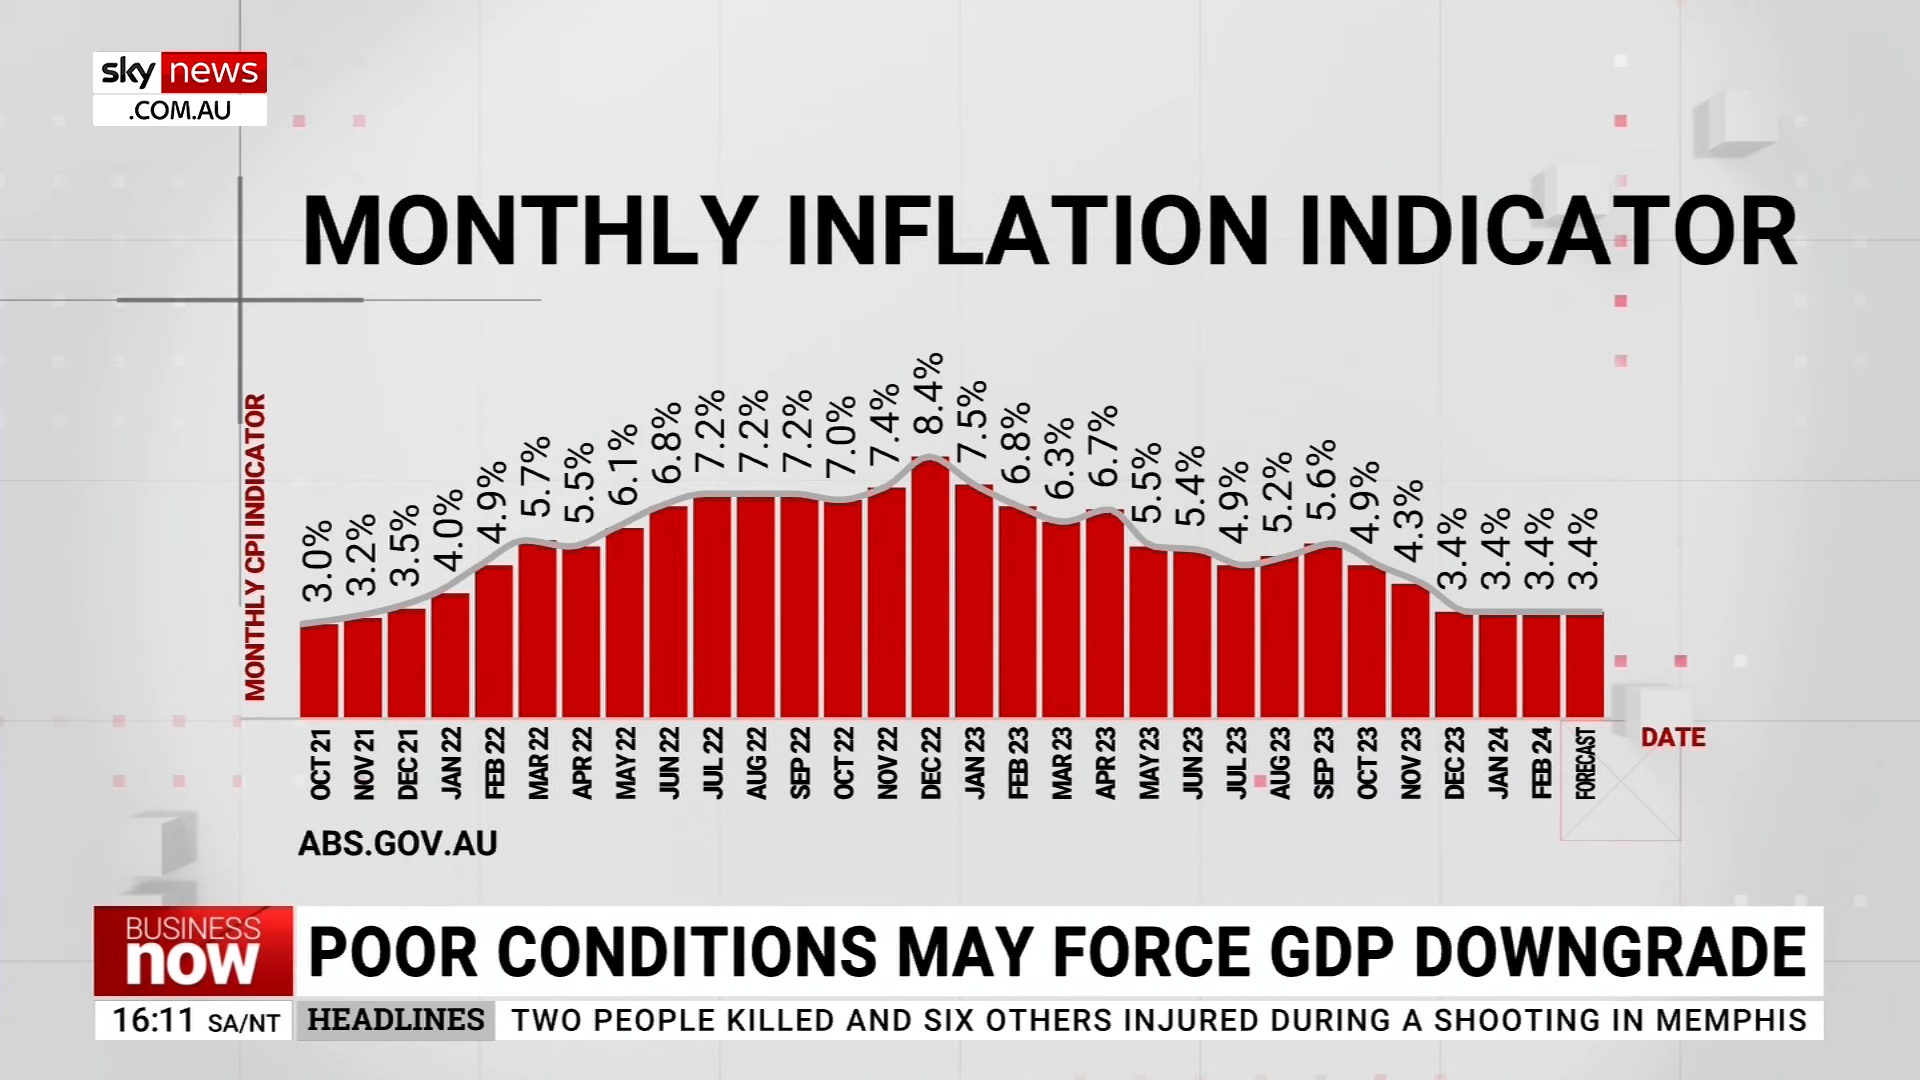 sky news
.COM.AU
MONTHLY INFLATION INDICATOR
MONTHLY CPI INDICATOR
3.0% 3.2% 3.5% 4.0% 4.9% 5.7% 5.5% 6.1% 6.8% 7.2% 7.2% 7.2% 7.0% 7.4% 8.4% 7.5% 6.8% 6.3% 6.7% 5.5% 5.4% 4.9% 5.2% 5.6% 4.9% 4.3% 3.4% 3.4% 3.4% 3.4%
OCT 21 NOV 21 DEC 21 JAN 22 FEB 22 MAR 22 APR 22 MAY 22 JUN 22 JUL 22 AUG 22 SEP 22 OCT 22 NOV 22 DEC 22 JAN 23 FEB 23 MAR 23 APR 23 MAY 23 JUN 23 JUL 23 AUG 23 SEP 23 OCT 23 NOV 23 DEC 23 JAN 24 FEB 24 FORECAST
DATE
ABS.GOV.AU
BUSINESS
now
POOR CONDITIONS MAY FORCE GDP DOWNGRADE
16:11 SA/NT
HEADLINES
TWO PEOPLE KILLED AND SIX OTHERS INJURED DURING A SHOOTING IN MEMPHIS